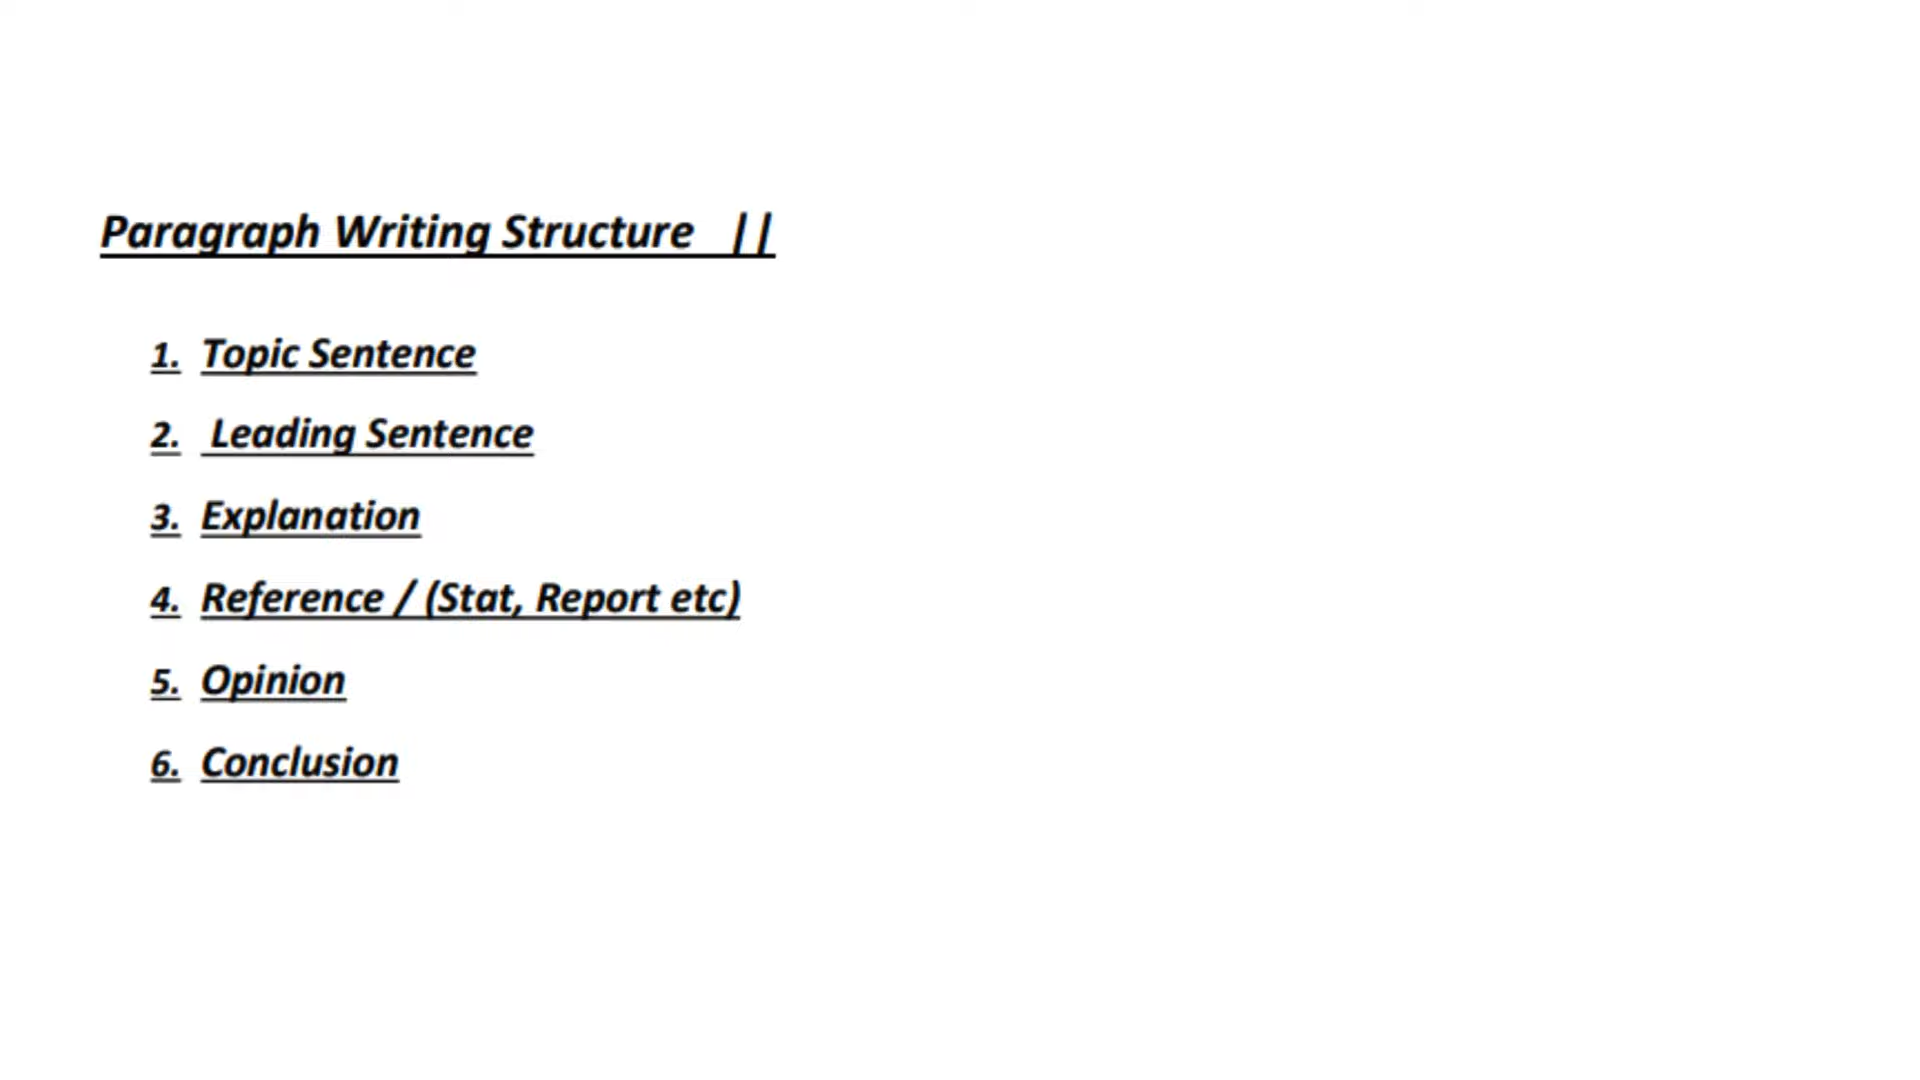 Paragraph Writing Structure ||
1. Topic Sentence
2. Leading Sentence
3. Explanation
4. Reference / (Stat, Report etc)
5. Opinion
6. Conclusion